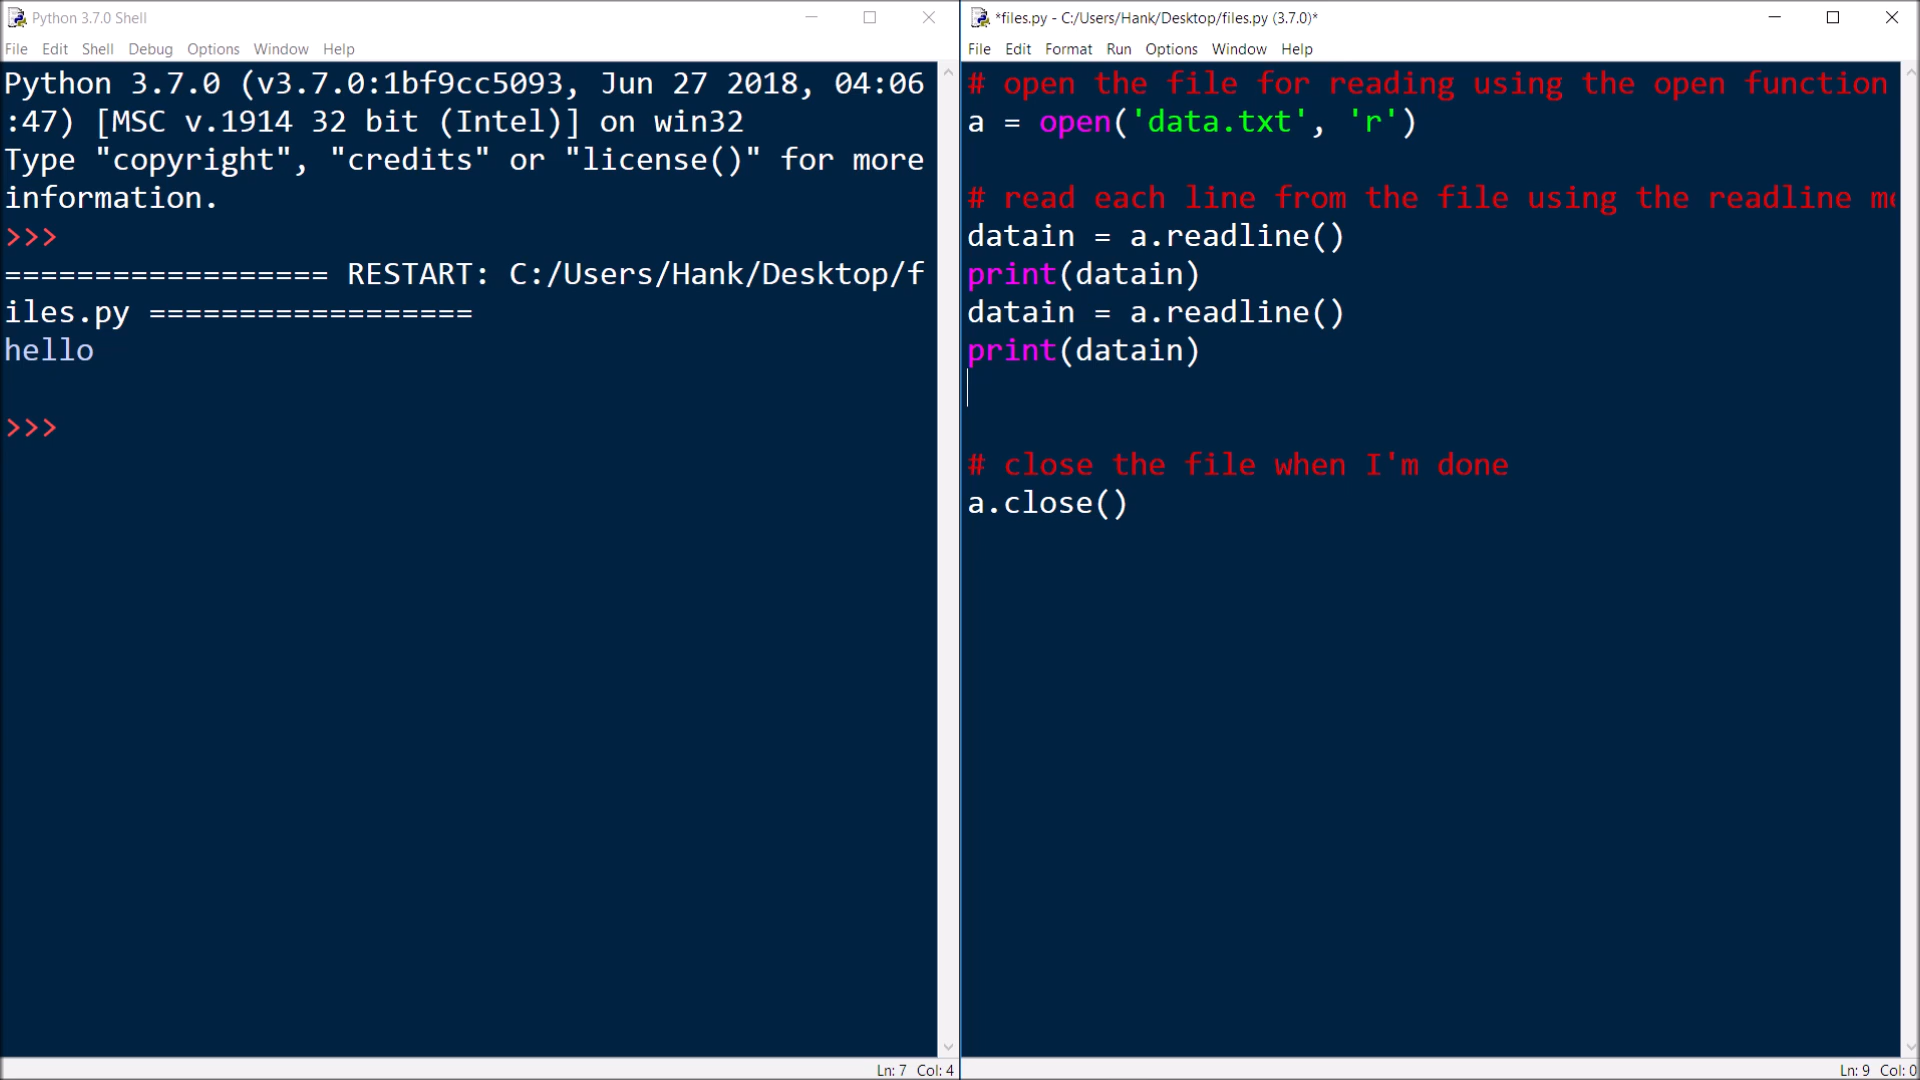 Python 3.7.0 Shell
File Edit Shell Debug Options Window Help
Python 3.7.0 (v3.7.0:1bf9cc5093, Jun 27 2018, 04:06
:47) [MSC v.1914 32 bit (Intel)] on win32
Type "copyright", "credits" or "license()" for more
information.
>>>
================== RESTART: C:/Users/Hank/Desktop/f
iles.py ==================
hello
>>>
Ln: 7 Col: 4
*files.py - C:/Users/Hank/Desktop/files.py (3.7.0)*
File Edit Format Run Options Window Help
# open the file for reading using the open function
a = open('data.txt', 'r')
# read each line from the file using the readline
datain = a.readline()
print(datain)
datain = a.readline()
print(datain)
# close the file when I'm done
a.close()
Ln: 9 Col: 0